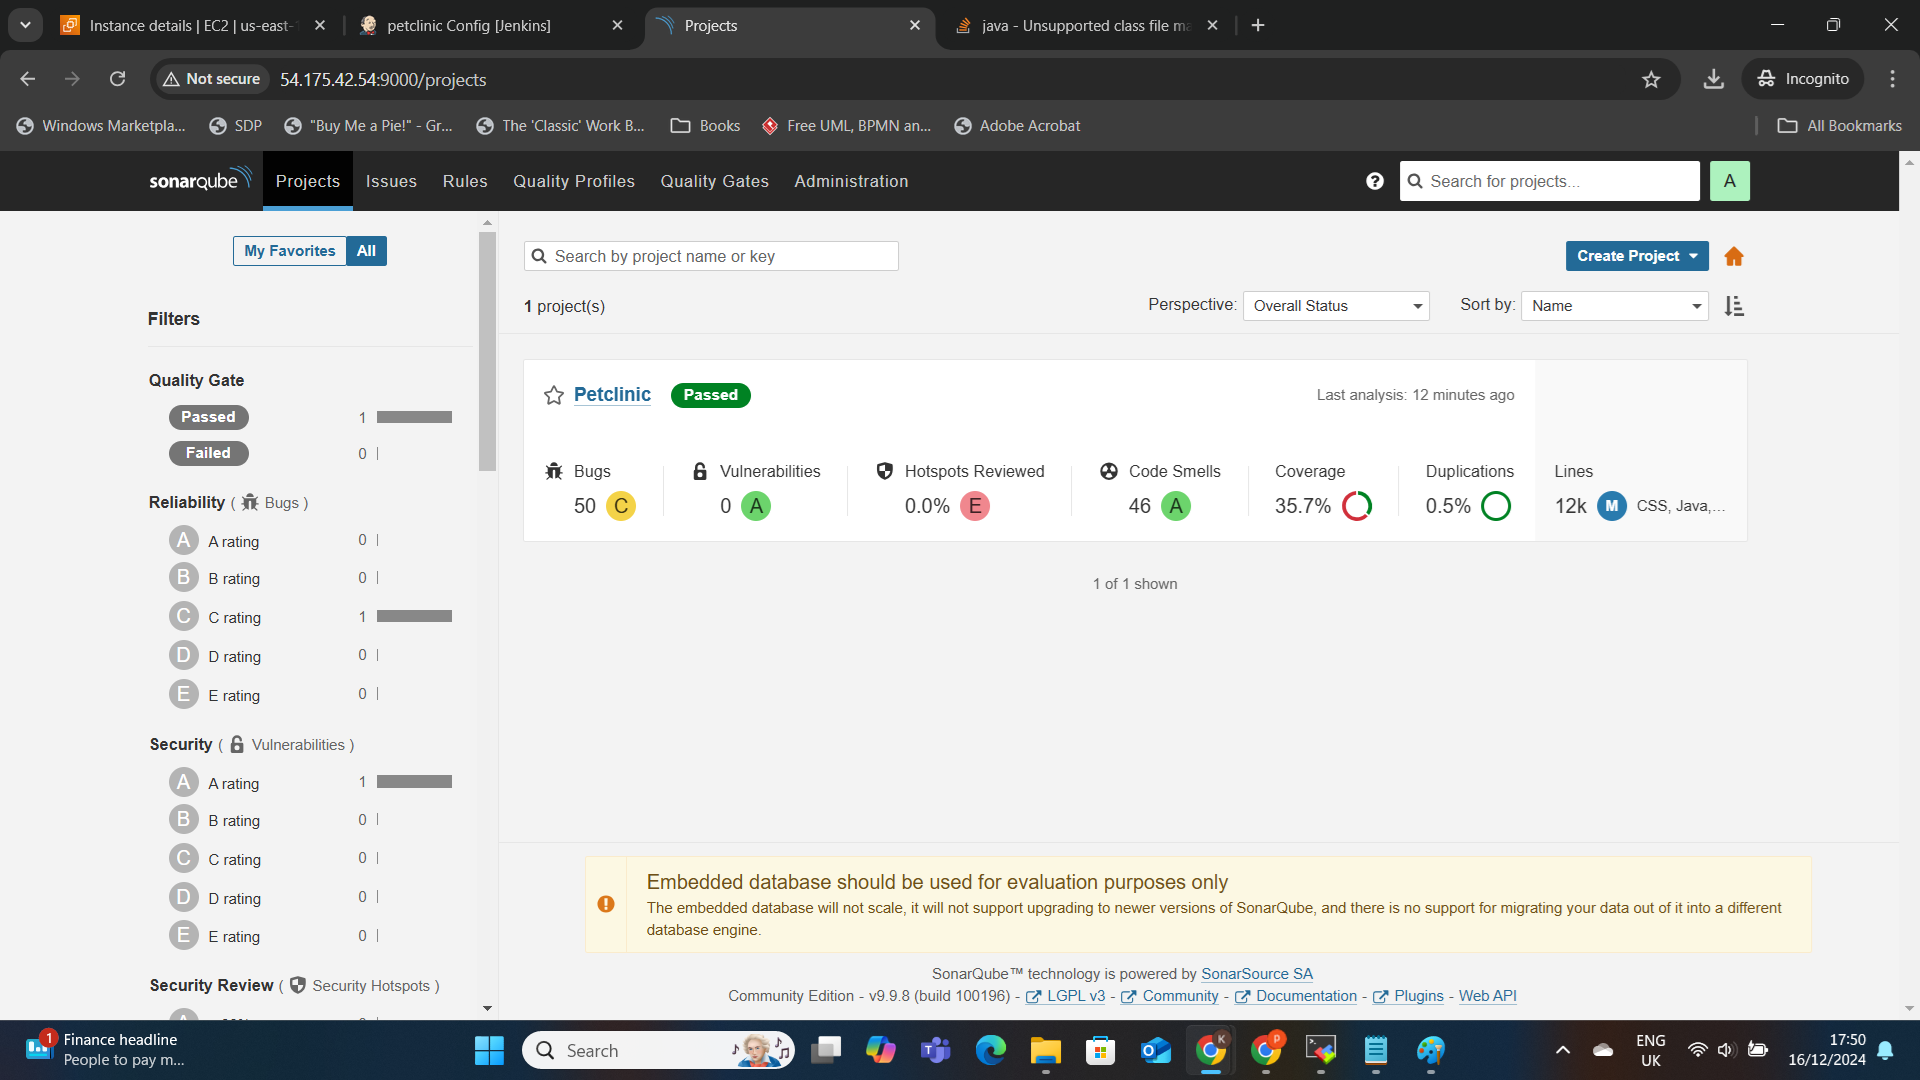 Instance details | EC2 | us-east-1
petclinic Config [Jenkins]
Projects
java - Unsupported class file ma
Not secure
54.175.42.54:9000/projects
Incognito
Windows Marketpla...
SDP
"Buy Me a Pie!" - Gr...
The 'Classic' Work B...
Books
Free UML, BPMN an...
Adobe Acrobat
All Bookmarks
sonarqube
Projects
Issues
Rules
Quality Profiles
Quality Gates
Administration
Search for projects...
A
My Favorites
All
Search by project name or key
Create Project
1 project(s)
Perspective:
Overall Status
Sort by:
Name
Filters
Quality Gate
Passed
1
Failed
0
Reliability ( Bugs )
A A rating 0
B B rating 0
C C rating 1
D D rating 0
E E rating 0
Security ( Vulnerabilities )
A A rating 1
B B rating 0
C C rating 0
D D rating 0
E E rating 0
Security Review ( Security Hotspots )
Petclinic
Passed
Last analysis: 12 minutes ago
Bugs
50 C
Vulnerabilities
0 A
Hotspots Reviewed
0.0% E
Code Smells
46 A
Coverage
35.7%
Duplications
0.5%
Lines
12k M CSS, Java,...
1 of 1 shown
Embedded database should be used for evaluation purposes only
The embedded database will not scale, it will not support upgrading to newer versions of SonarQube, and there is no support for migrating your data out of it into a different
database engine.
SonarQube™ technology is powered by SonarSource SA
Community Edition - v9.9.8 (build 100196) - LGPL v3 - Community - Documentation - Plugins - Web API
1
Finance headline
People to pay m...
Search
K
P
ENG
UK
17:50
16/12/2024